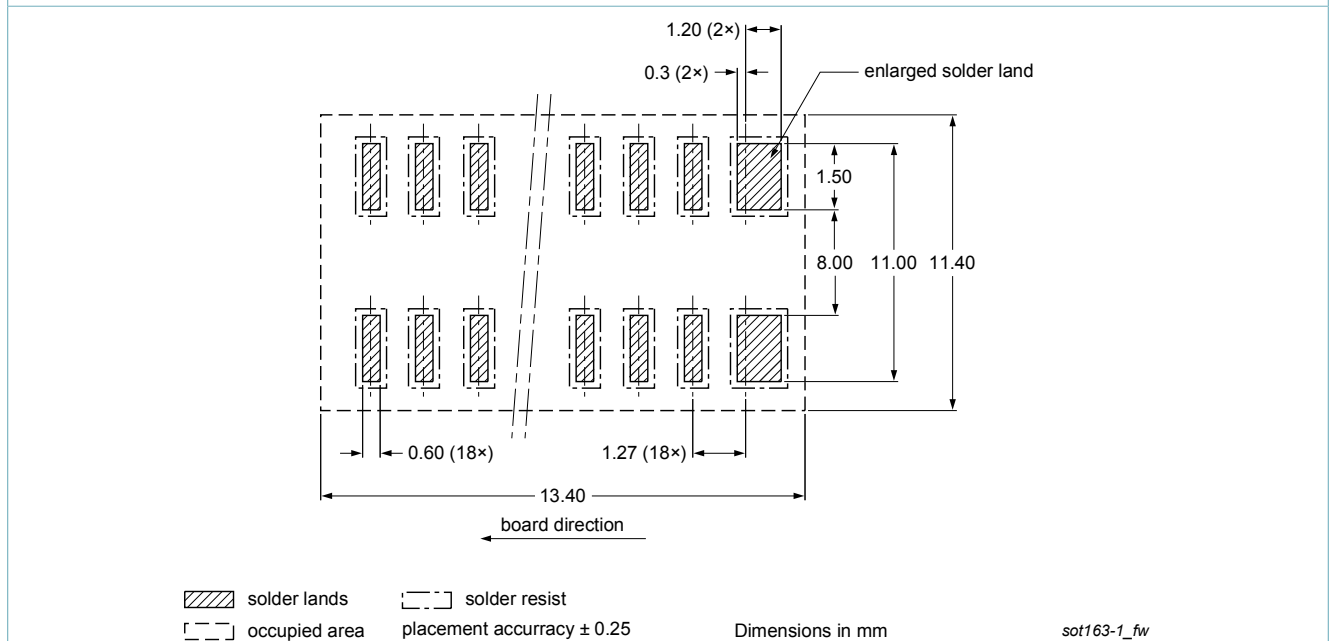 1.20 (2×)
0.3 (2×)
enlarged solder land
1.50
8.00
11.00
11.40
0.60 (18×)
1.27 (18×)
13.40
board direction
solder lands
solder resist
occupied area
placement accurracy ± 0.25
Dimensions in mm
sot163-1_fw